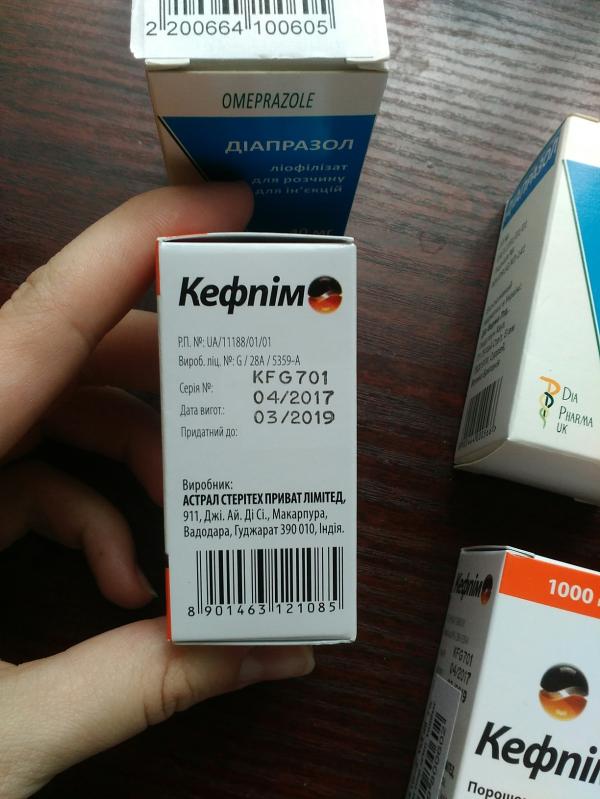 2 200664 100605
OMEPRAZOLE
ДІАПРАЗОЛ
ліофілізат
для розчину
для ін'єкцій
40 мг
Кефпім
Р.П. №: UA/11188/01/01
Вироб. ліц. №: G / 28A / 5359-A
Серія №: KFG701
Дата вигот: 04/2017
Придатний до: 03/2019
Виробник:
АСТРАЛ СТЕРІТЕХ ПРИВАТ ЛІМІТЕД,
911, Джі. Ай. Ді Сі., Макарпура,
Вадодара, Гуджарат 390 010, Індія.
8 901463 121085
ДІАПРАЗОЛ
DIA
PHARMA
UK
Кефпім
1000
KFG701
04/2017
Кефпім